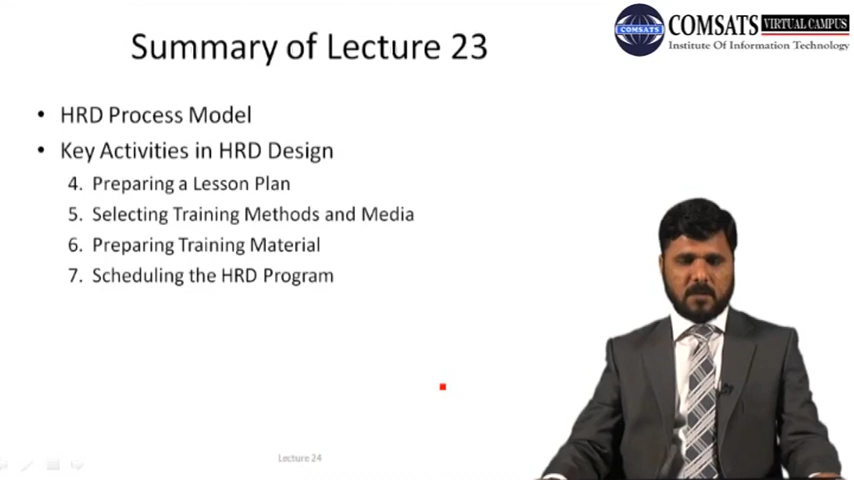 Summary of Lecture 23
COMSATS
COMSATS VIRTUAL CAMPUS
Institute Of Information Technology
• HRD Process Model
• Key Activities in HRD Design
4. Preparing a Lesson Plan
5. Selecting Training Methods and Media
6. Preparing Training Material
7. Scheduling the HRD Program
Lecture 24